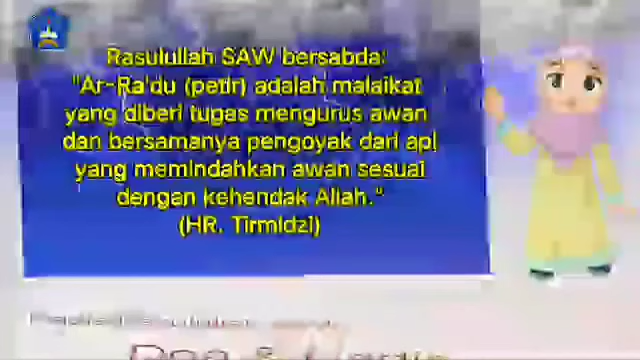 Rasulullah SAW bersabda:
"Ar-Ra'du (petir) adalah malaikat
yang diberi tugas mengurus awan
dan bersamanya pengoyak dari api
yang memindahkan awan sesuai
dengan kehendak Allah."
(HR. Tirmidzi)